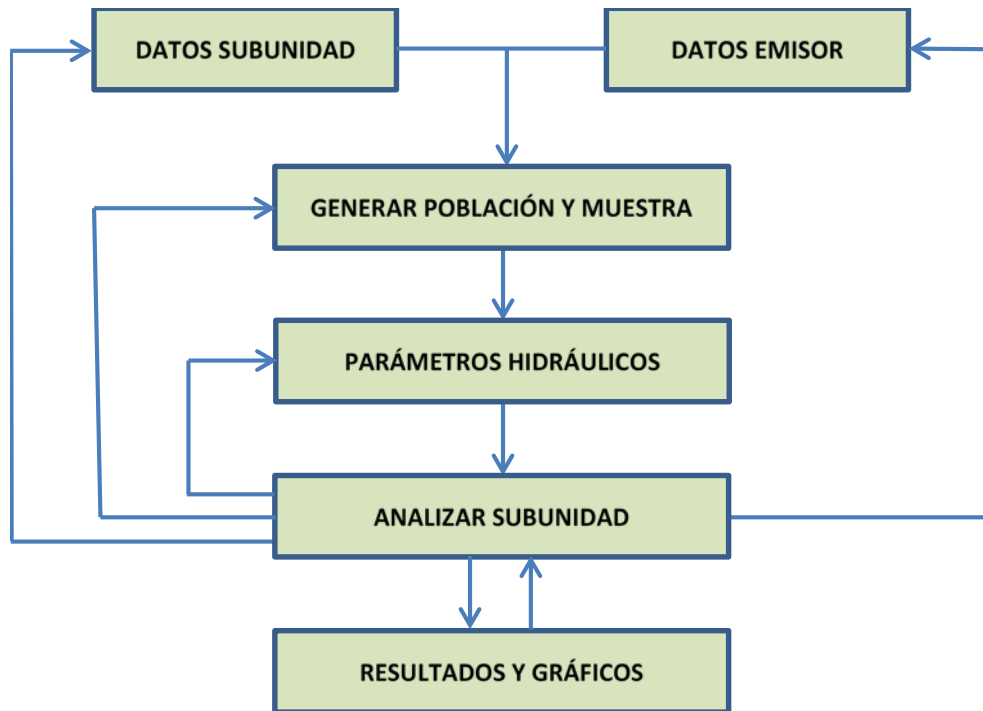 DATOS SUBUNIDAD
DATOS EMISOR
GENERAR POBLACIÓN Y MUESTRA
PARÁMETROS HIDRÁULICOS
ANALIZAR SUBUNIDAD
RESULTADOS Y GRÁFICOS